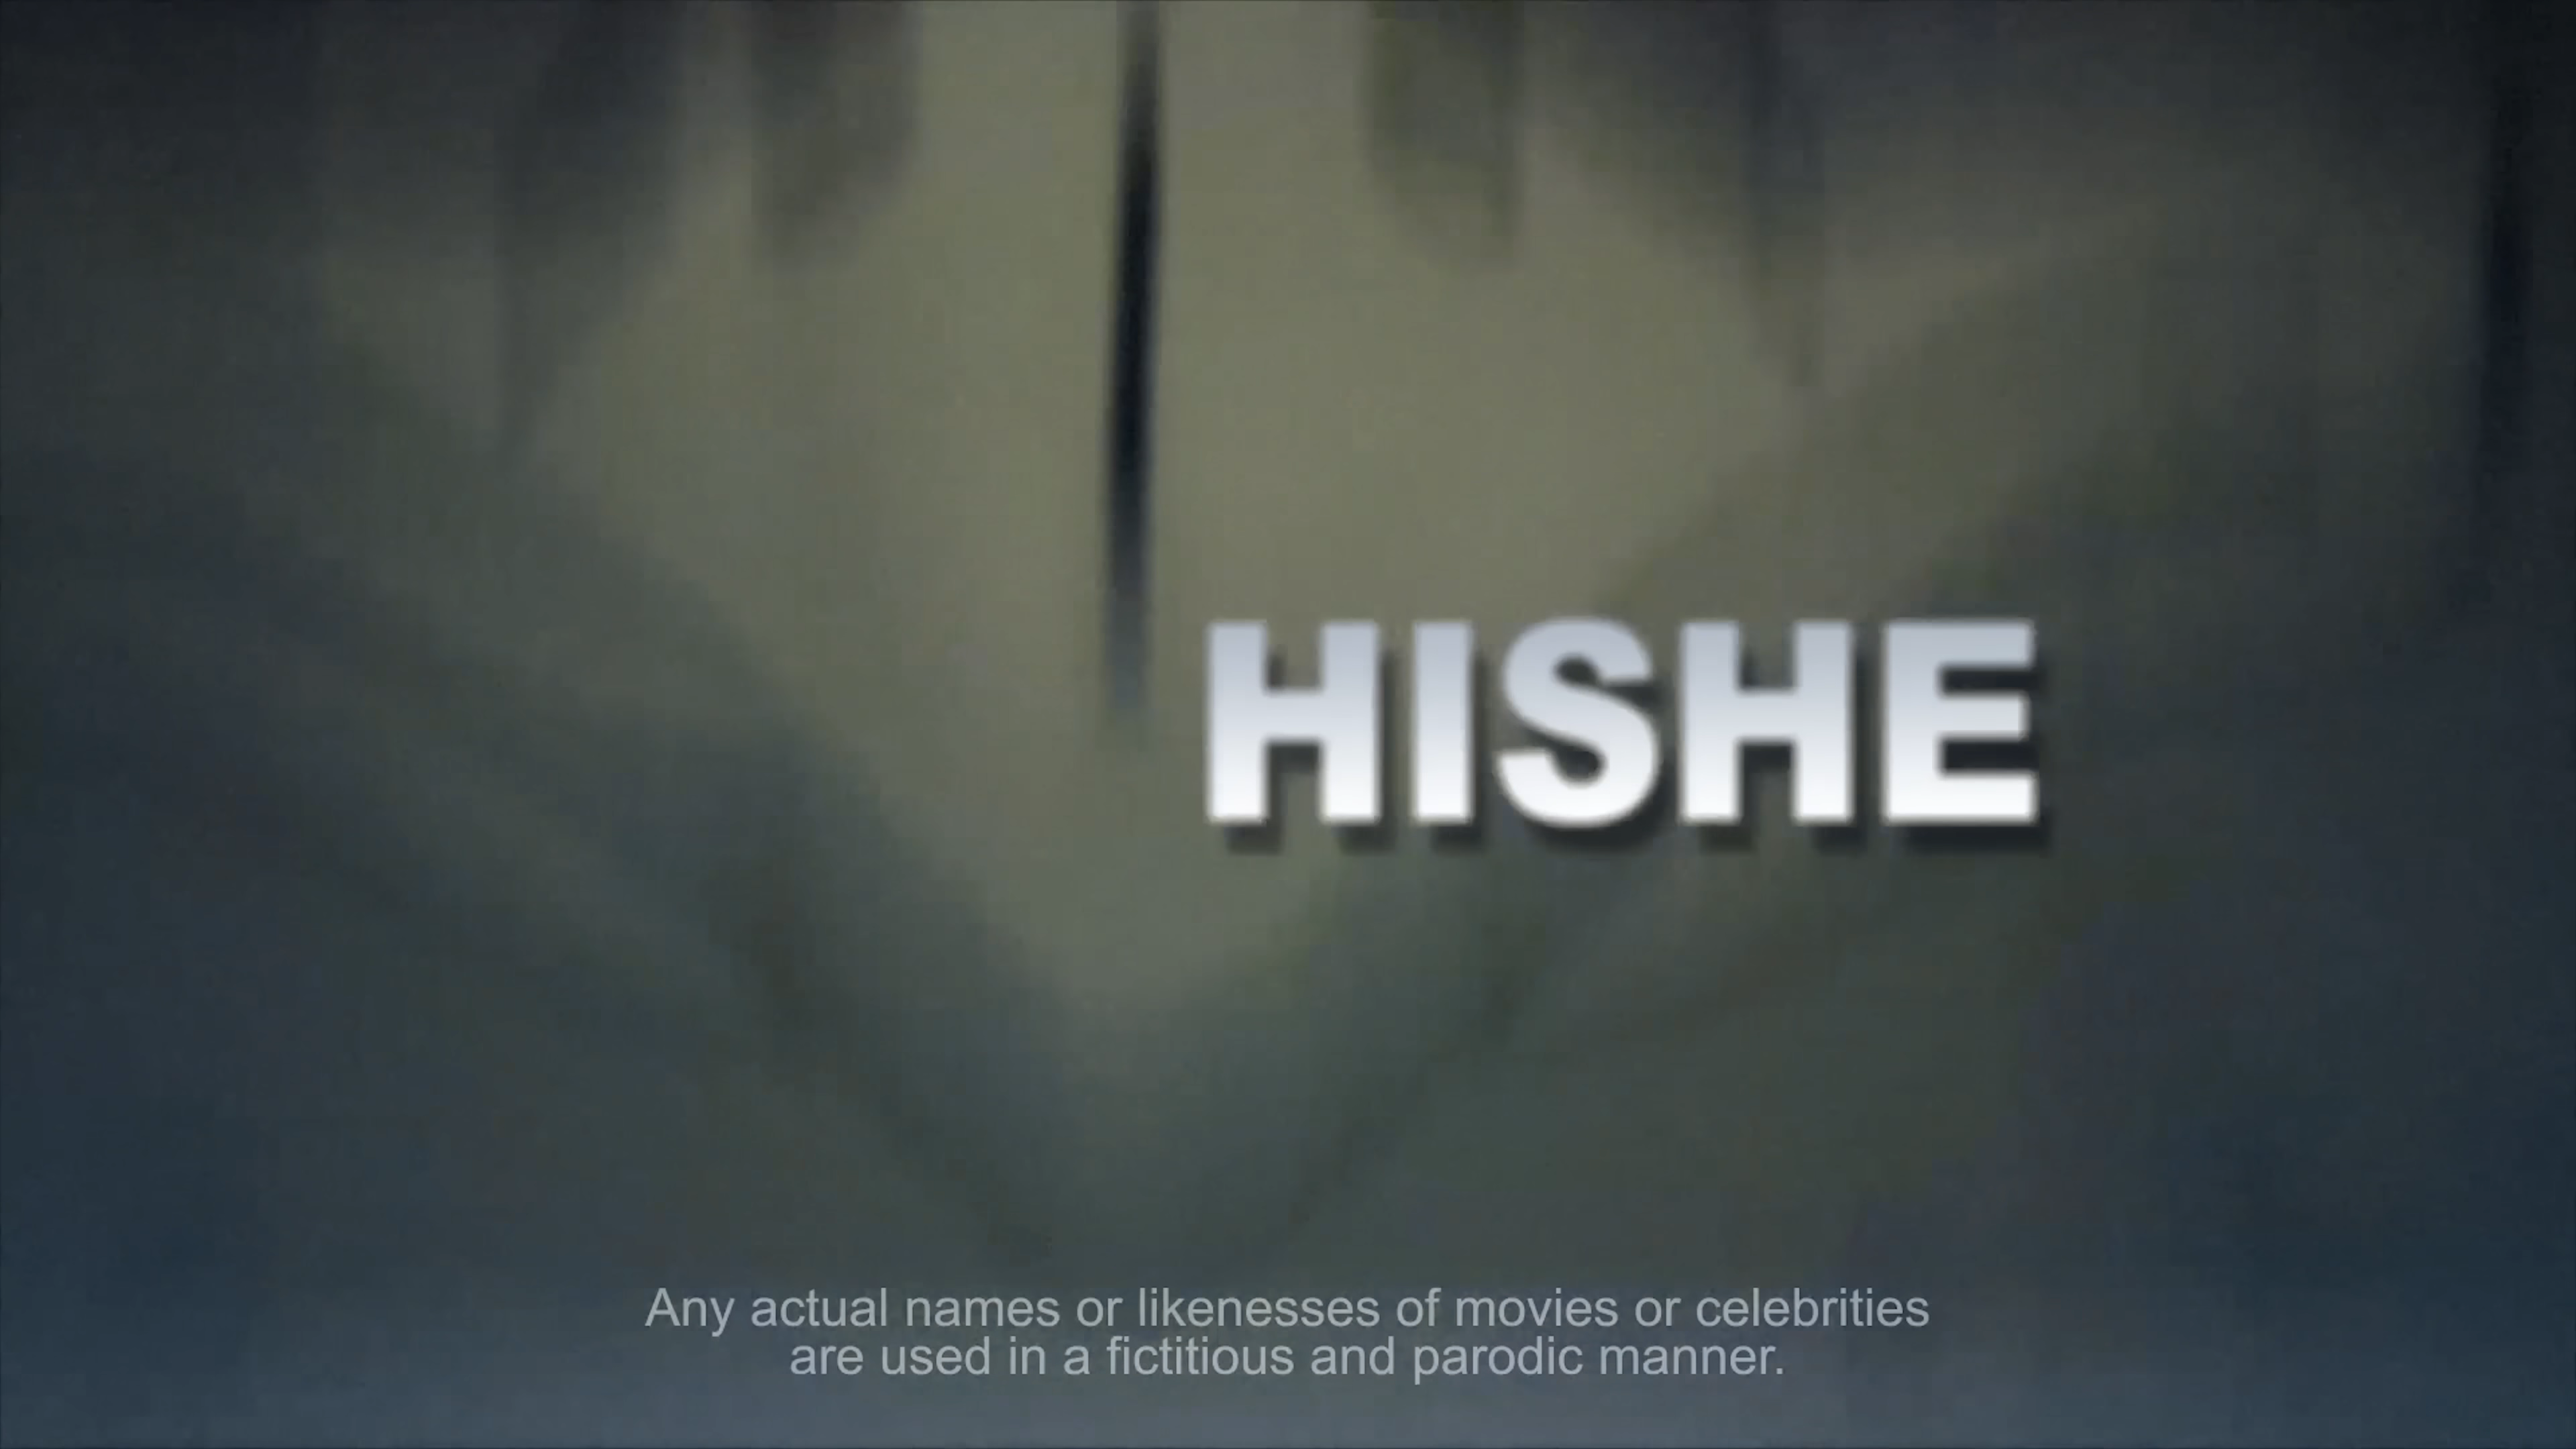 HISHE
Any actual names or likenesses of movies or celebrities
are used in a fictitious and parodic manner.